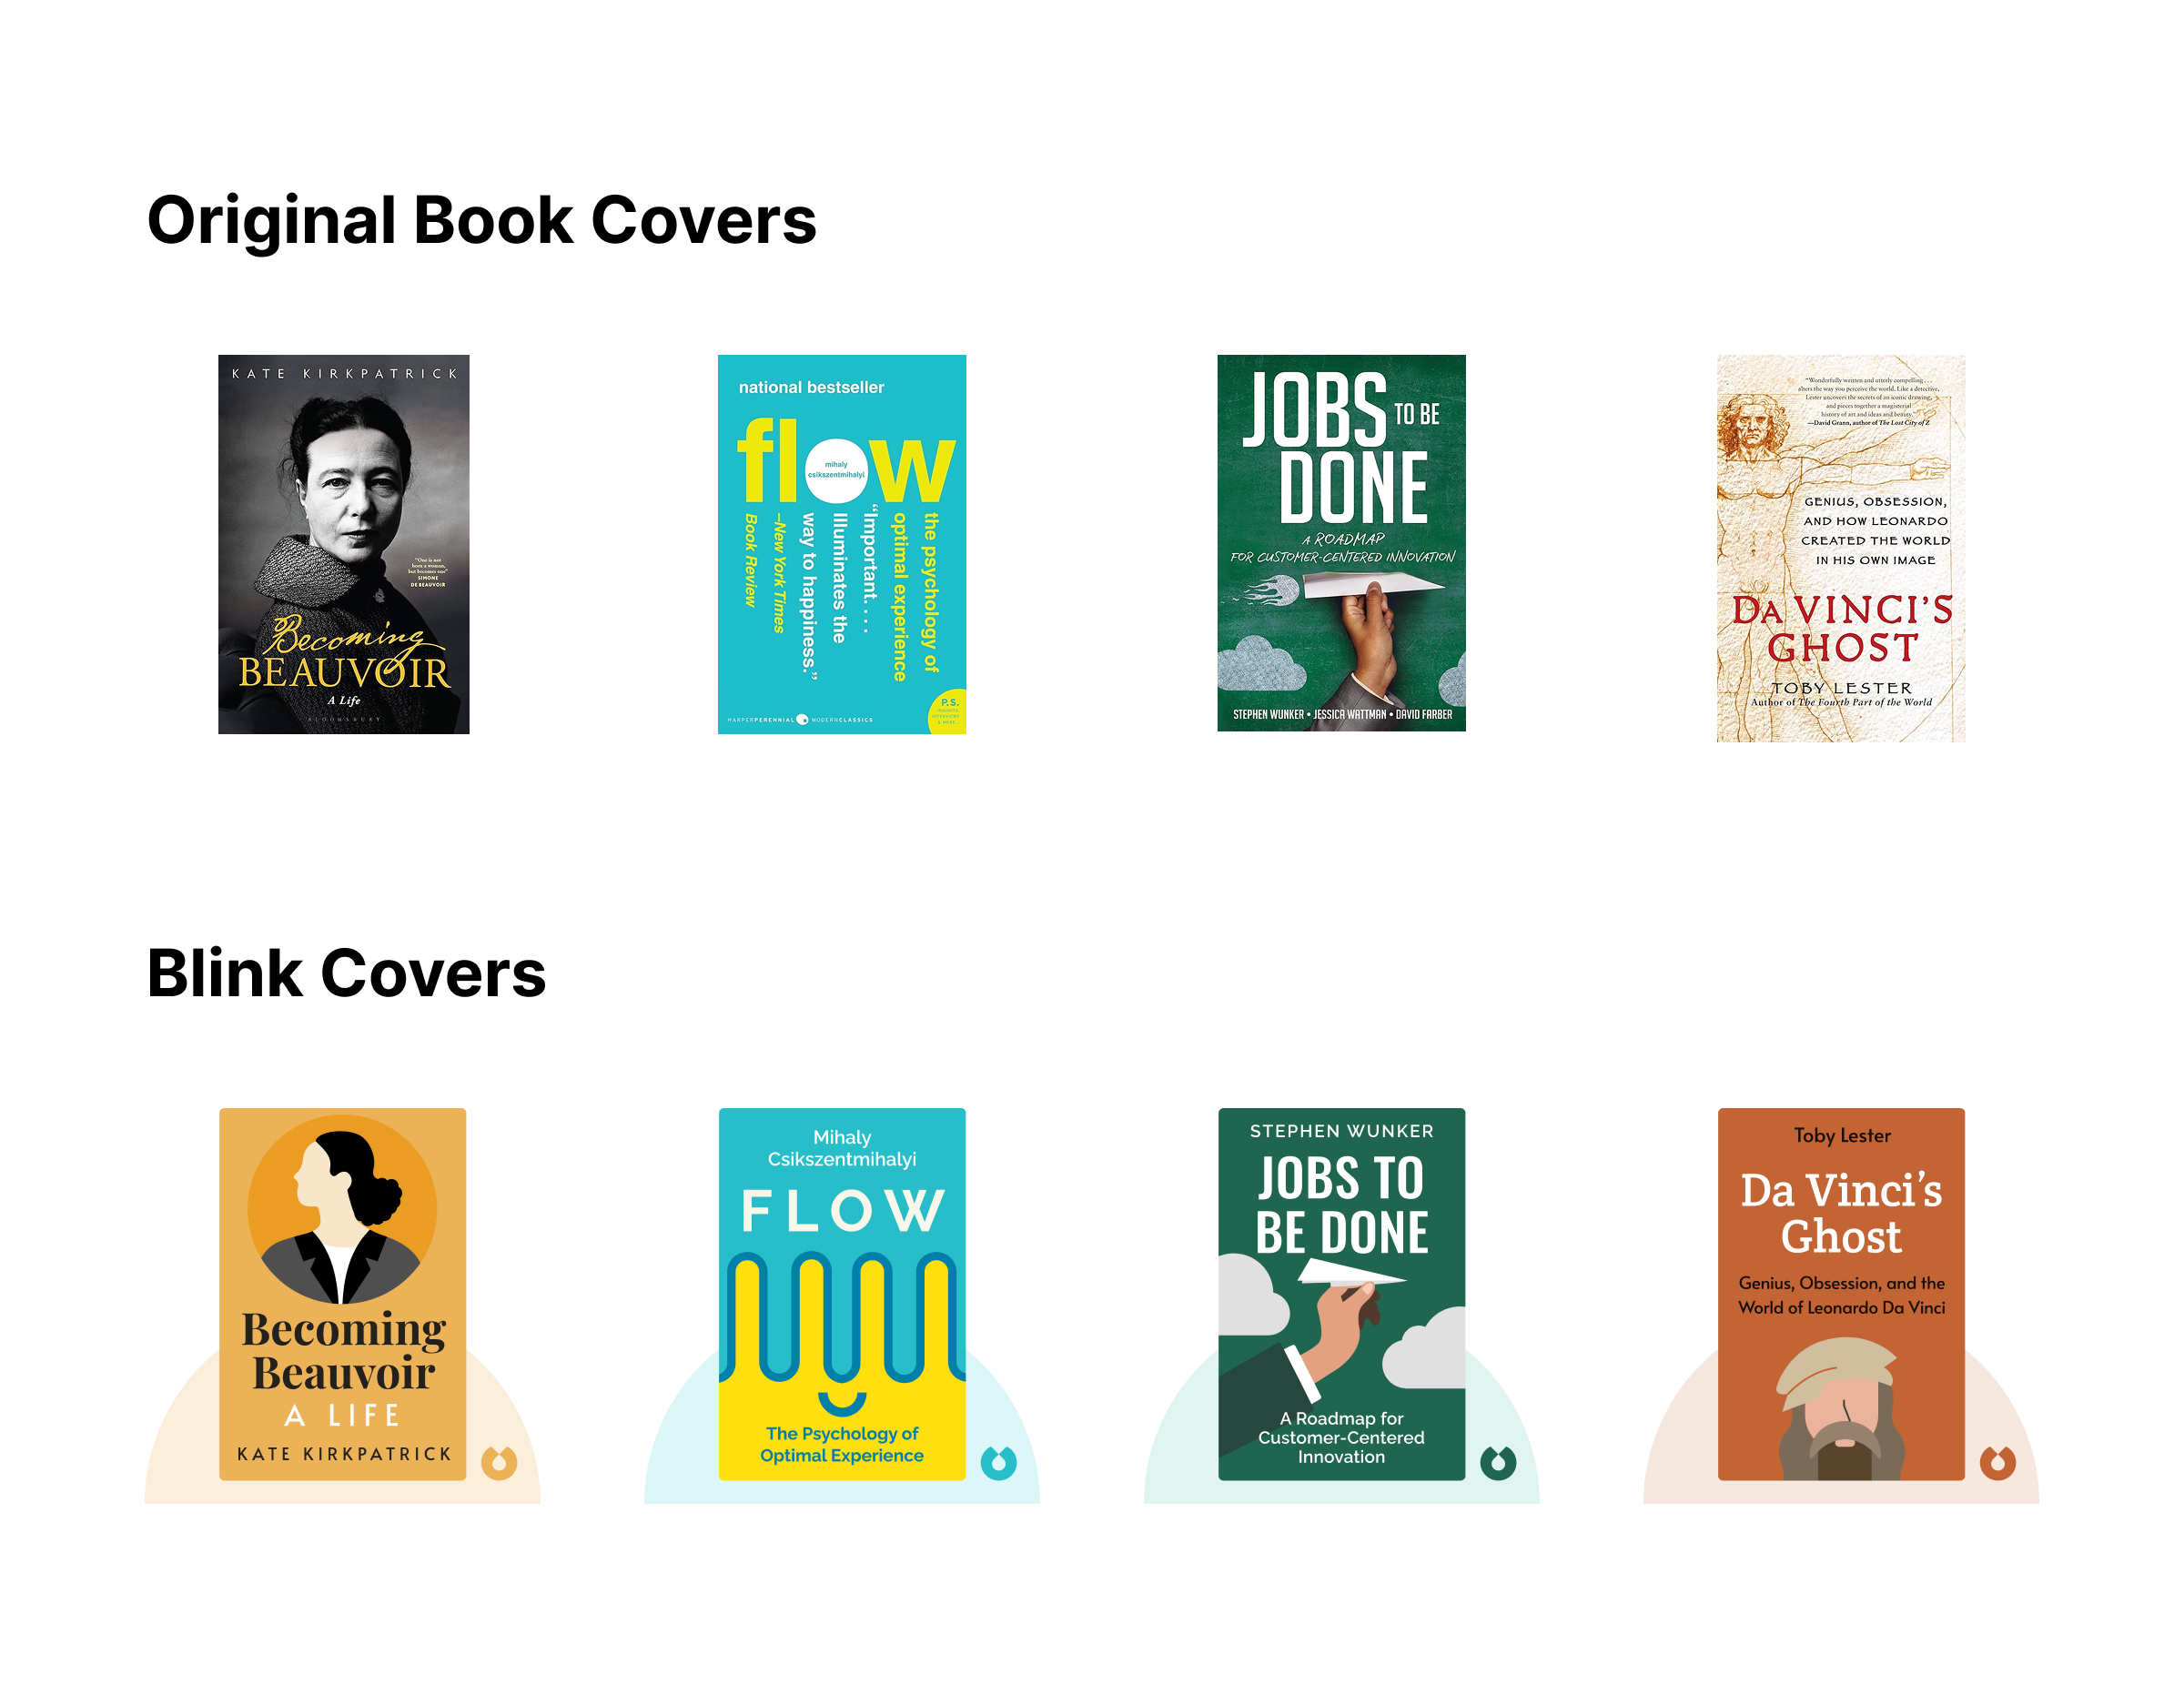 Original Book Covers
KATE KIRKPATRICK
"One is not
born a woman,
but becomes one"
SIMONE
DE BEAUVOIR
Becoming
BEAUVOIR
A Life
BLOOMSBURY
national bestseller
flow
mihaly
csikszentmihalyi
the psychology of
optimal experience
“Important. . . .
Illuminates the
way to happiness.”
–New York Times
Book Review
HARPERPERENNIAL MODERNCLASSICS
P.S.
INSIGHTS,
INTERVIEWS
& MORE...
JOBS TO BE
DONE
A ROADMAP
FOR CUSTOMER-CENTERED INNOVATION
STEPHEN WUNKER • JESSICA WATTMAN • DAVID FARBER
“Wonderfully written and utterly compelling . . .
alters the way you perceive the world. Like a detective,
Lester uncovers the secrets of an iconic drawing,
and pieces together a magisterial
history of art and ideas and beauty.”
—David Grann, author of The Lost City of Z
GENIUS, OBSESSION,
AND HOW LEONARDO
CREATED THE WORLD
IN HIS OWN IMAGE
DA VINCI'S
GHOST
TOBY LESTER
Author of The Fourth Part of the World
Blink Covers
Becoming
Beauvoir
A LIFE
KATE KIRKPATRICK
Mihaly
Csikszentmihalyi
FLOW
The Psychology of
Optimal Experience
STEPHEN WUNKER
JOBS TO
BE DONE
A Roadmap for
Customer-Centered
Innovation
Toby Lester
Da Vinci’s
Ghost
Genius, Obsession, and the
World of Leonardo Da Vinci